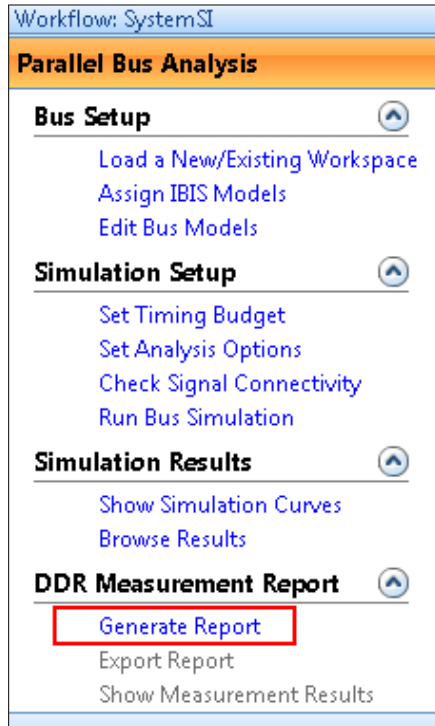 Workflow: SystemSI
Parallel Bus Analysis
Bus Setup
Load a New/Existing Workspace
Assign IBIS Models
Edit Bus Models
Simulation Setup
Set Timing Budget
Set Analysis Options
Check Signal Connectivity
Run Bus Simulation
Simulation Results
Show Simulation Curves
Browse Results
DDR Measurement Report
Generate Report
Export Report
Show Measurement Results